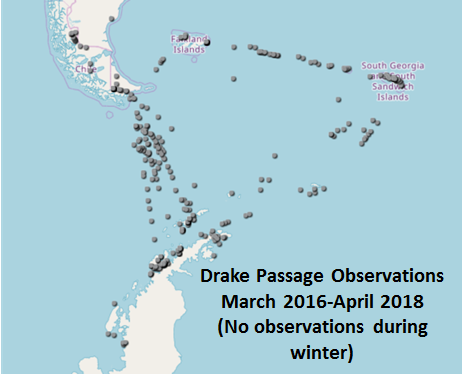 Falkland
Islands
Chile
South Georgia
and South
Sandwich
Islands
Drake Passage Observations
March 2016-April 2018
(No observations during
winter)